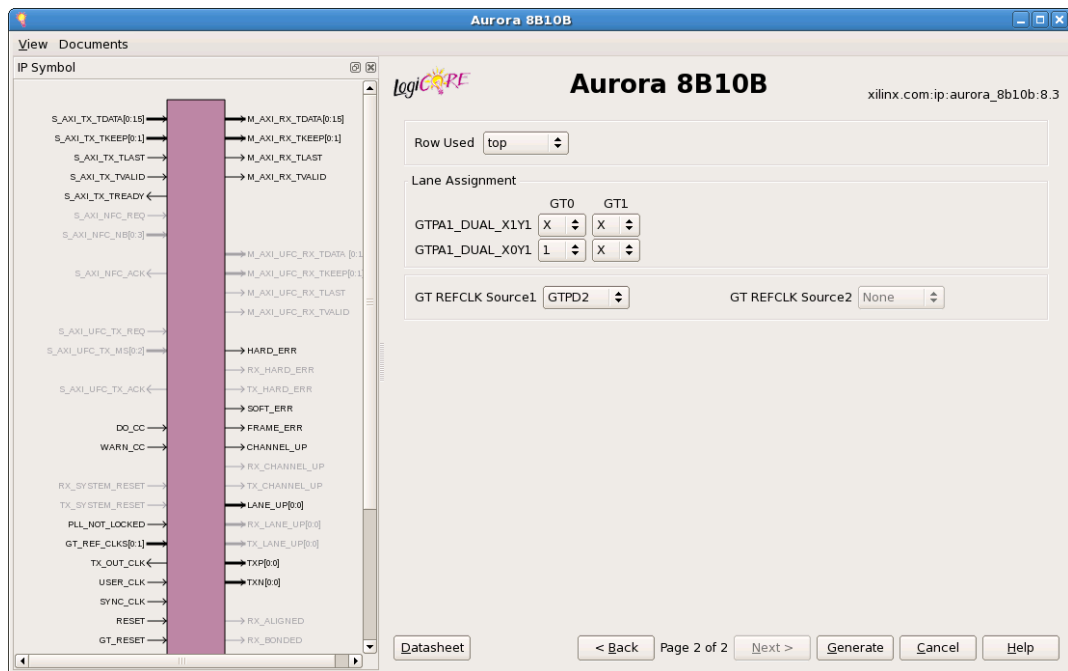 Aurora 8B10B
View Documents
IP Symbol
S_AXI_TX_TDATA[0:15]
S_AXI_TX_TKEEP[0:1]
S_AXI_TX_TLAST
S_AXI_TX_TVALID
S_AXI_TX_TREADY
S_AXI_NFC_REQ
S_AXI_NFC_NB[0:3]
S_AXI_NFC_ACK
S_AXI_UFC_TX_REQ
S_AXI_UFC_TX_MS[0:2]
S_AXI_UFC_TX_ACK
DO_CC
WARN_CC
RX_SYSTEM_RESET
TX_SYSTEM_RESET
PLL_NOT_LOCKED
GT_REF_CLKS[0:1]
TX_OUT_CLK
USER_CLK
SYNC_CLK
RESET
GT_RESET
M_AXI_RX_TDATA[0:15]
M_AXI_RX_TKEEP[0:1]
M_AXI_RX_TLAST
M_AXI_RX_TVALID
M_AXI_UFC_RX_TDATA [0:1
M_AXI_UFC_RX_TKEEP[0:1
M_AXI_UFC_RX_TLAST
M_AXI_UFC_RX_TVALID
HARD_ERR
RX_HARD_ERR
TX_HARD_ERR
SOFT_ERR
FRAME_ERR
CHANNEL_UP
RX_CHANNEL_UP
TX_CHANNEL_UP
LANE_UP[0:0]
RX_LANE_UP[0:0]
TX_LANE_UP[0:0]
TXP[0:0]
TXN[0:0]
RX_ALIGNED
RX_BONDED
LogiCORE
Aurora 8B10B
xilinx.com:ip:aurora_8b10b:8.3
Row Used top
Lane Assignment
GT0 GT1
GTPA1_DUAL_X1Y1 X X
GTPA1_DUAL_X0Y1 1 X
GT REFCLK Source1 GTPD2 GT REFCLK Source2 None
Datasheet < Back Page 2 of 2 Next > Generate Cancel Help